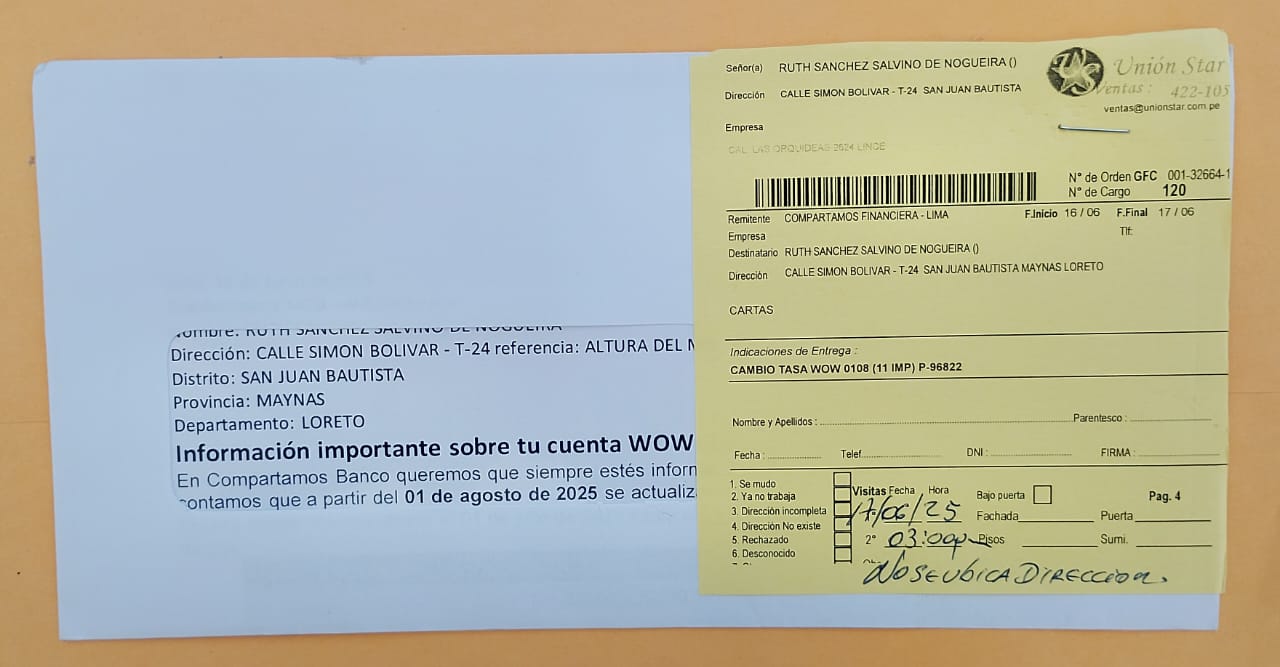 Nombre: RUTH SANCHEZ SALVINO DE NOGUEIRA
Dirección: CALLE SIMON BOLIVAR - T-24 referencia: ALTURA DEL
Distrito: SAN JUAN BAUTISTA
Provincia: MAYNAS
Departamento: LORETO
Información importante sobre tu cuenta WOW
En Compartamos Banco queremos que siempre estés inform
contamos que a partir del 01 de agosto de 2025 se actualiz
Señor(a) RUTH SANCHEZ SALVINO DE NOGUEIRA ()
Dirección CALLE SIMON BOLIVAR - T-24 SAN JUAN BAUTISTA
Empresa
CAL. LAS ORQUIDEAS 2624 LINCE
US Unión Star
Ventas : 422-105
ventas@unionstar.com.pe
N° de Orden GFC 001-32664-1
N° de Cargo 120
Remitente COMPARTAMOS FINANCIERA - LIMA F.Inicio 16 / 06 F.Final 17 / 06
Empresa Tlf:
Destinatario RUTH SANCHEZ SALVINO DE NOGUEIRA ()
Dirección CALLE SIMON BOLIVAR - T-24 SAN JUAN BAUTISTA MAYNAS LORETO
CARTAS
Indicaciones de Entrega :
CAMBIO TASA WOW 0108 (11 IMP) P-96822
Nombre y Apellidos : Parentesco :
Fecha : Telef. DNI : FIRMA :
1. Se mudo
2. Ya no trabaja
3. Dirección incompleta
4. Dirección No existe
5. Rechazado
6. Desconocido
Visitas Fecha Hora Bajo puerta Pag. 4
17/06/25 Fachada Puerta
2° 03:00pm Pisos Sumi.
NO SE UBICA DIRECCION.